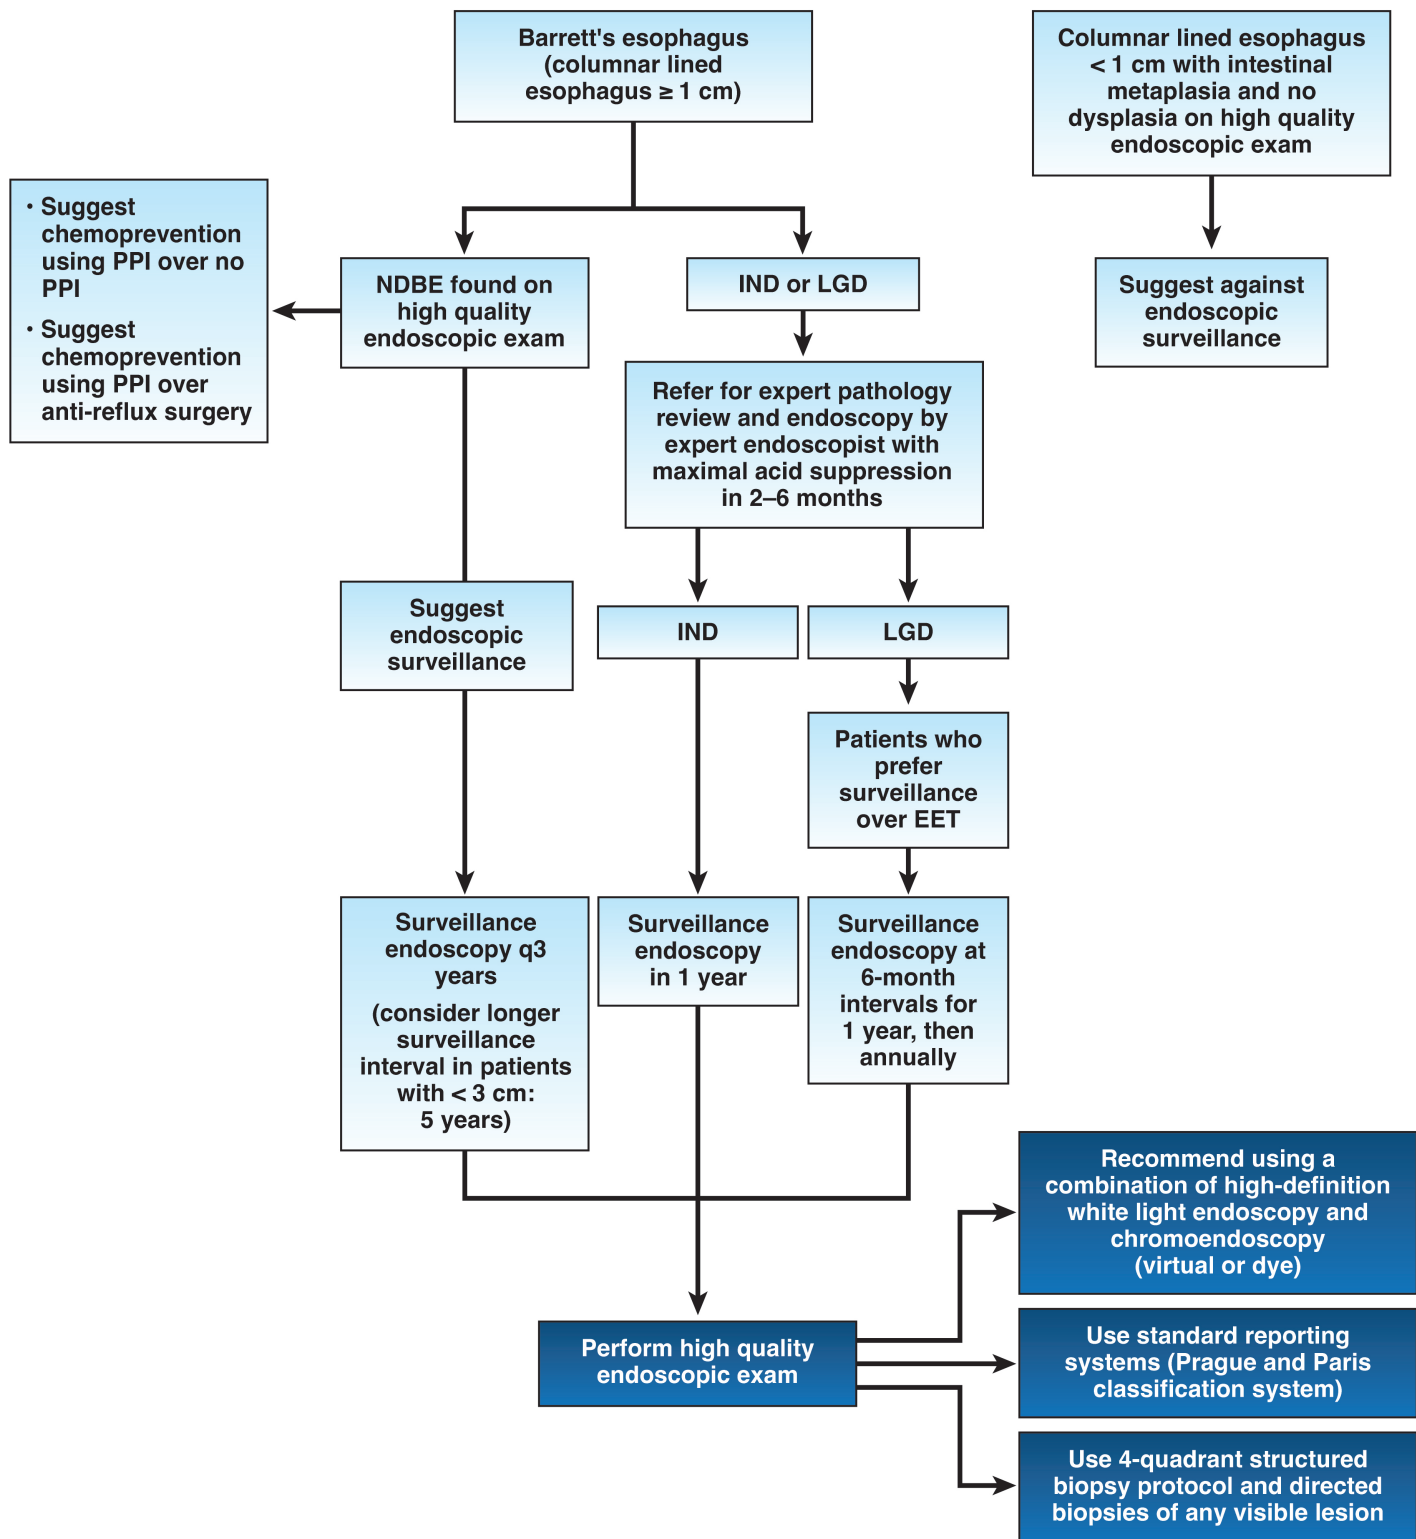 Barrett's esophagus
(columnar lined
esophagus ≥ 1 cm)
Columnar lined esophagus
< 1 cm with intestinal
metaplasia and no
dysplasia on high quality
endoscopic exam
• Suggest
chemoprevention
using PPI over no
PPI
• Suggest
chemoprevention
using PPI over
anti-reflux surgery
NDBE found on
high quality
endoscopic exam
IND or LGD
Suggest against
endoscopic
surveillance
Refer for expert pathology
review and endoscopy by
expert endoscopist with
maximal acid suppression
in 2–6 months
Suggest
endoscopic
surveillance
IND
LGD
Patients who
prefer
surveillance
over EET
Surveillance
endoscopy q3
years
(consider longer
surveillance
interval in patients
with < 3 cm:
5 years)
Surveillance
endoscopy
in 1 year
Surveillance
endoscopy at
6-month
intervals for
1 year, then
annually
Perform high quality
endoscopic exam
Recommend using a
combination of high-definition
white light endoscopy and
chromoendoscopy
(virtual or dye)
Use standard reporting
systems (Prague and Paris
classification system)
Use 4-quadrant structured
biopsy protocol and directed
biopsies of any visible lesion